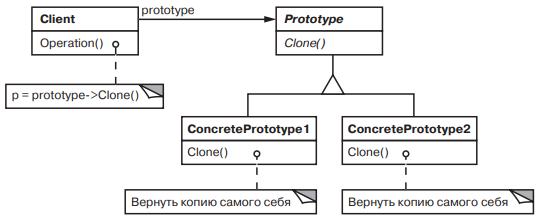 prototype
Client
Prototype
Operation()
Clone()
p = prototype->Clone()
ConcretePrototype1
ConcretePrototype2
Clone()
Clone()
Вернуть копию самого себя
Вернуть копию самого себя